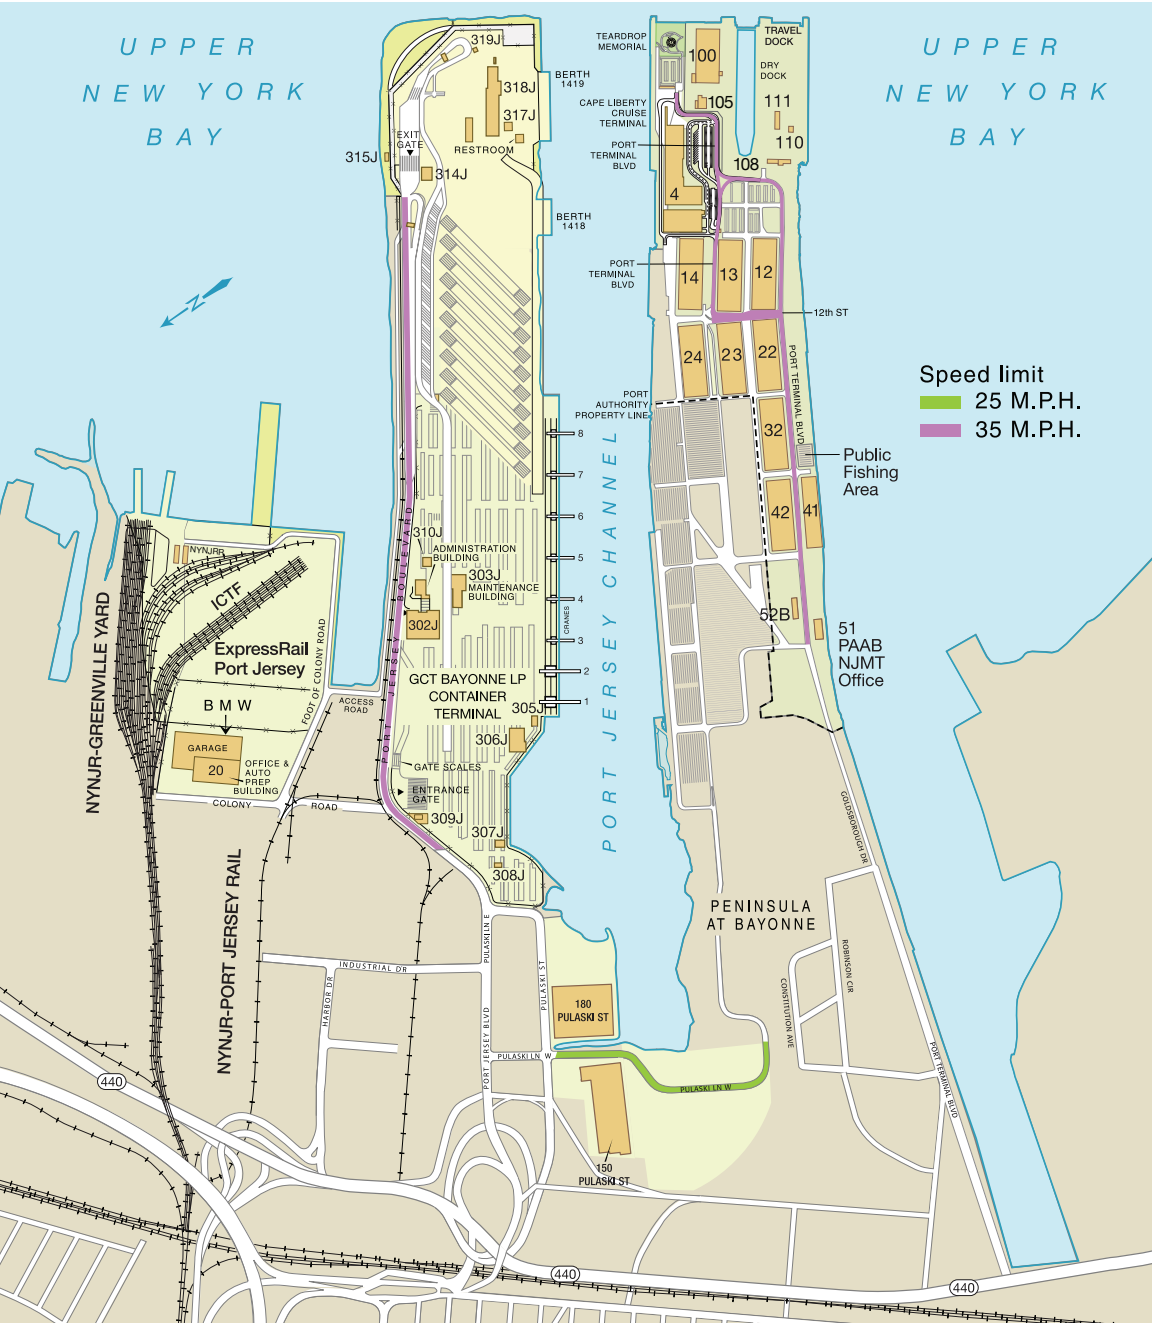 UPPER
NEW YORK
BAY
UPPER
NEW YORK
BAY
319J
318J
317J
RESTROOM
EXIT
GATE
315J
314J
BERTH
1419
BERTH
1418
TEARDROP
MEMORIAL
CAPE LIBERTY
CRUISE
TERMINAL
PORT
TERMINAL
BLVD
PORT
TERMINAL
BLVD
TRAVEL
DOCK
DRY
DOCK
100
105
111
110
108
4
14
13
12
12th ST
24
23
22
PORT TERMINAL BLVD
PORT
AUTHORITY
PROPERTY LINE
32
42
41
Public
Fishing
Area
52B
51
PAAB
NJMT
Office
Speed limit
25 M.P.H.
35 M.P.H.
N
8
7
6
5
4
3
2
1
CRANES
PORT JERSEY CHANNEL
310J
ADMINISTRATION
BUILDING
303J
MAINTENANCE
BUILDING
302J
PORT JERSEY BOULEVARD
GCT BAYONNE LP
CONTAINER
TERMINAL
305J
306J
GATE SCALES
ENTRANCE
GATE
309J
307J
308J
NYNJRR
ICTF
ExpressRail
Port Jersey
BMW
GARAGE
20
OFFICE &
AUTO
PREP
BUILDING
FOOT OF COLONY ROAD
ACCESS
ROAD
COLONY ROAD
NYNJR-GREENVILLE YARD
NYNJR-PORT JERSEY RAIL
INDUSTRIAL DR
HARBOR DR
PULASKI LN E
PULASKI ST
PORT JERSEY BLVD
PULASKI LN W
PULASKI LN W
180
PULASKI ST
150
PULASKI ST
PENINSULA
AT BAYONNE
GOLDSBOROUGH DR
ROBINSON CIR
CONSTITUTION AVE
PORT TERMINAL BLVD
440
440
440